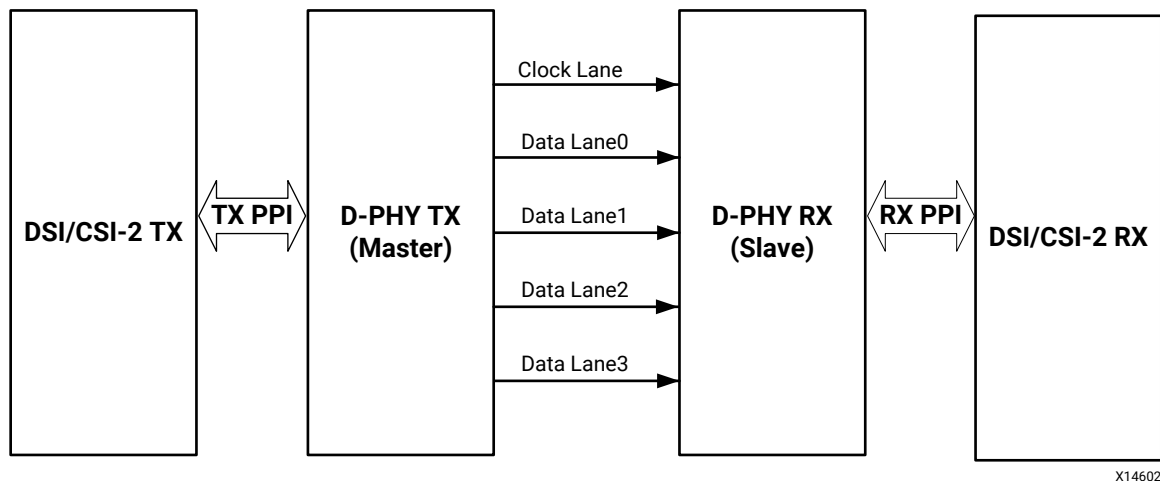 Clock Lane
Data Lane0
Data Lane1
Data Lane2
Data Lane3
DSI/CSI-2 TX
TX PPI
D-PHY TX
(Master)
D-PHY RX
(Slave)
RX PPI
DSI/CSI-2 RX
X14602